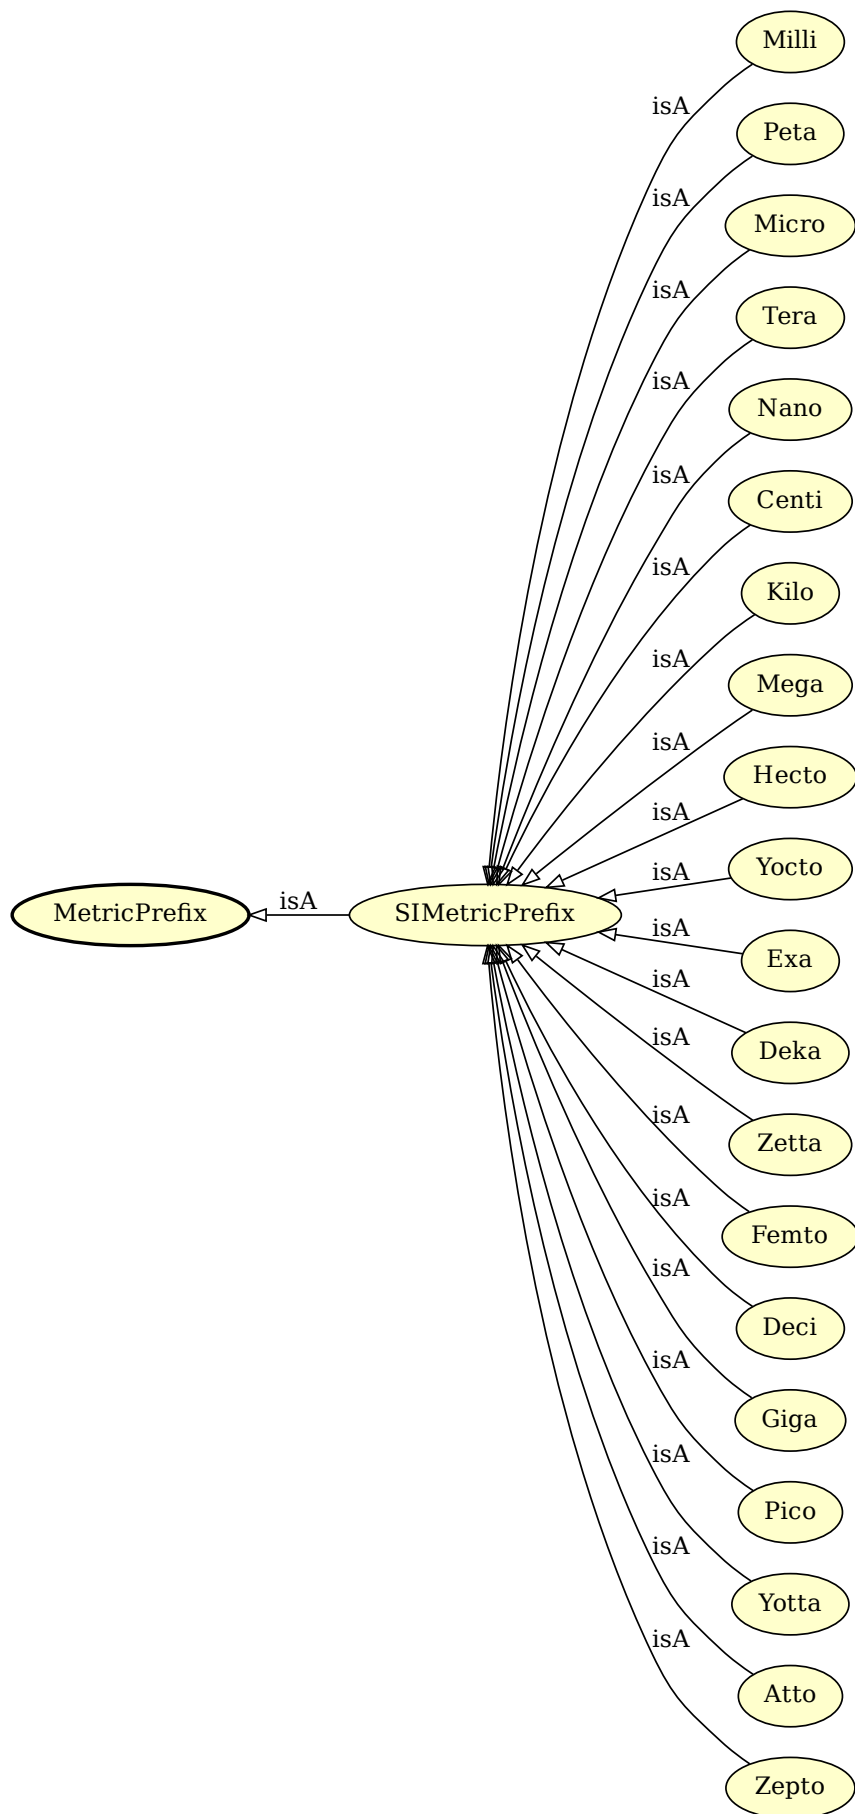 Milli
isA
Peta
isA
Micro
isA
Tera
isA
Nano
isA
Centi
isA
Kilo
isA
Mega
isA
Hecto
isA
Yocto
isA
MetricPrefix
isA
SIMetricPrefix
isA
Exa
isA
Deka
isA
Zetta
isA
Femto
isA
Deci
isA
Giga
isA
Pico
isA
Yotta
isA
Atto
isA
Zepto